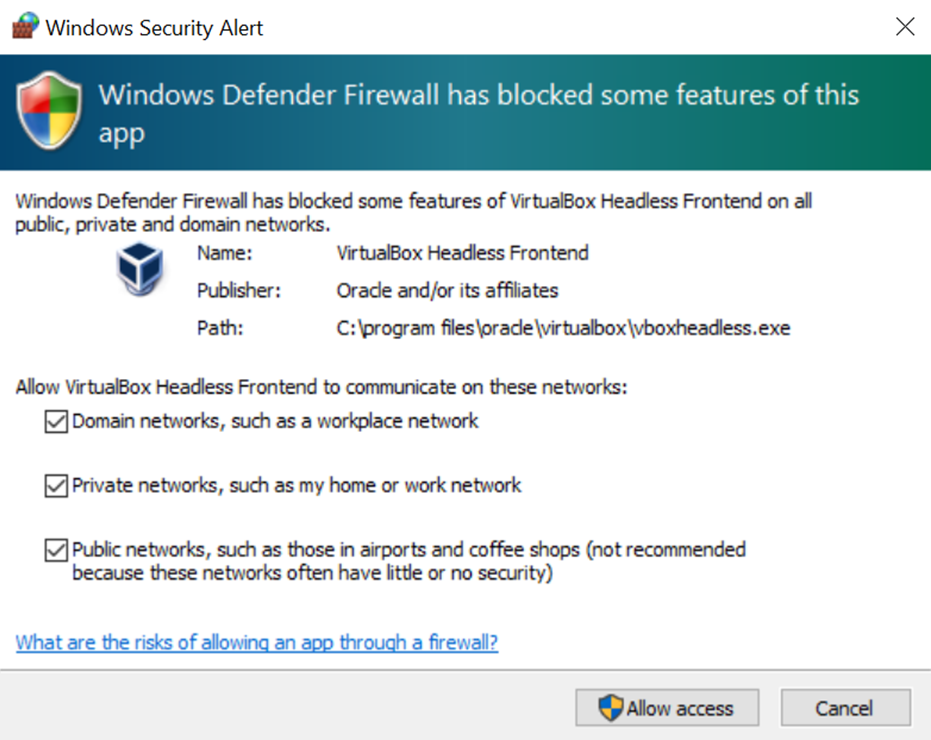 Windows Security Alert
Windows Defender Firewall has blocked some features of this
app
Windows Defender Firewall has blocked some features of VirtualBox Headless Frontend on all
public, private and domain networks.
Name: VirtualBox Headless Frontend
Publisher: Oracle and/or its affiliates
Path: C:\program files\oracle\virtualbox\vboxheadless.exe
Allow VirtualBox Headless Frontend to communicate on these networks:
Domain networks, such as a workplace network
Private networks, such as my home or work network
Public networks, such as those in airports and coffee shops (not recommended
because these networks often have little or no security)
What are the risks of allowing an app through a firewall?
Allow access Cancel